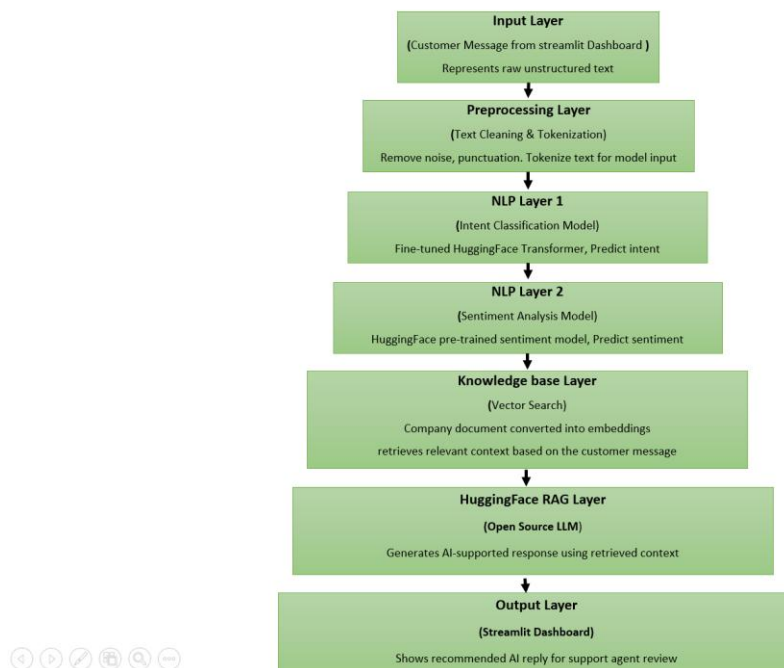 Input Layer
(Customer Message from streamlit Dashboard )
Represents raw unstructured text
Preprocessing Layer
(Text Cleaning & Tokenization)
Remove noise, punctuation. Tokenize text for model input
NLP Layer 1
(Intent Classification Model)
Fine-tuned HuggingFace Transformer, Predict intent
NLP Layer 2
(Sentiment Analysis Model)
HuggingFace pre-trained sentiment model, Predict sentiment
Knowledge base Layer
(Vector Search)
Company document converted into embeddings
retrieves relevant context based on the customer message
HuggingFace RAG Layer
(Open Source LLM)
Generates AI-supported response using retrieved context
Output Layer
(Streamlit Dashboard)
Shows recommended AI reply for support agent review